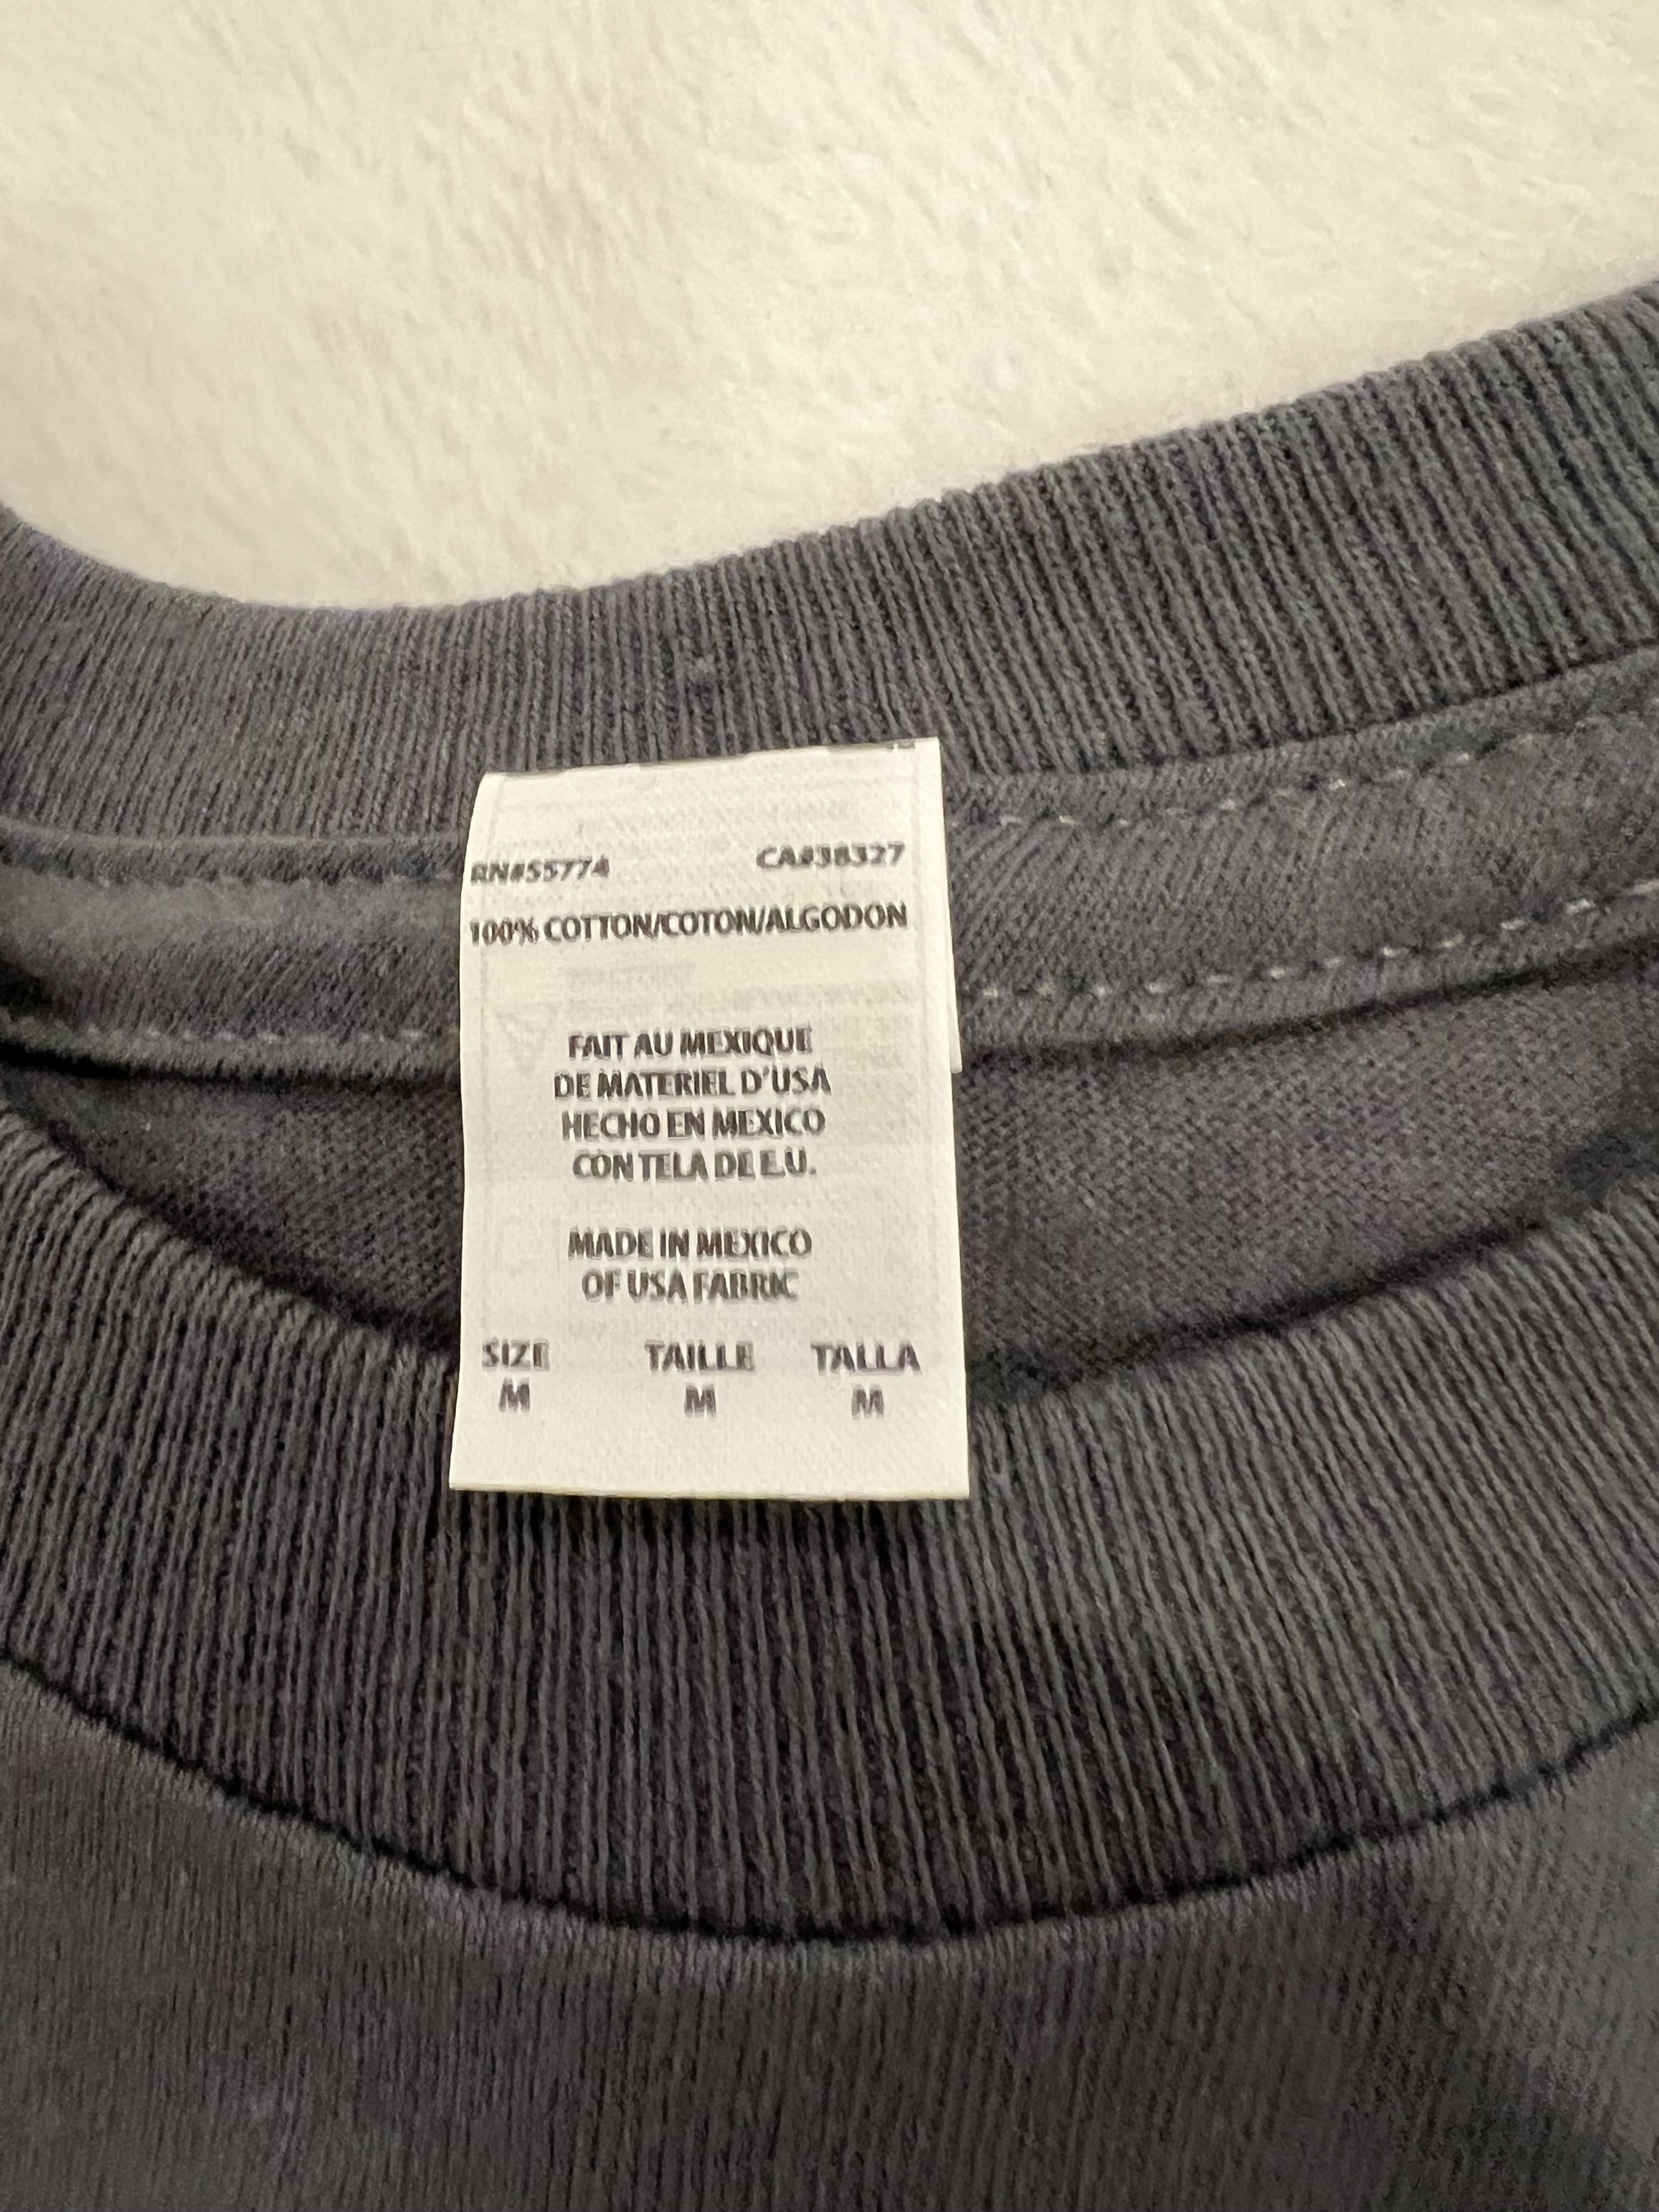 RN#55774 CA#38327
100% COTTON/COTON/ALGODON
FAIT AU MEXIQUE
DE MATERIEL D'USA
HECHO EN MEXICO
CON TELA DE E.U.
MADE IN MEXICO
OF USA FABRIC
SIZE TAILLE TALLA
M M M